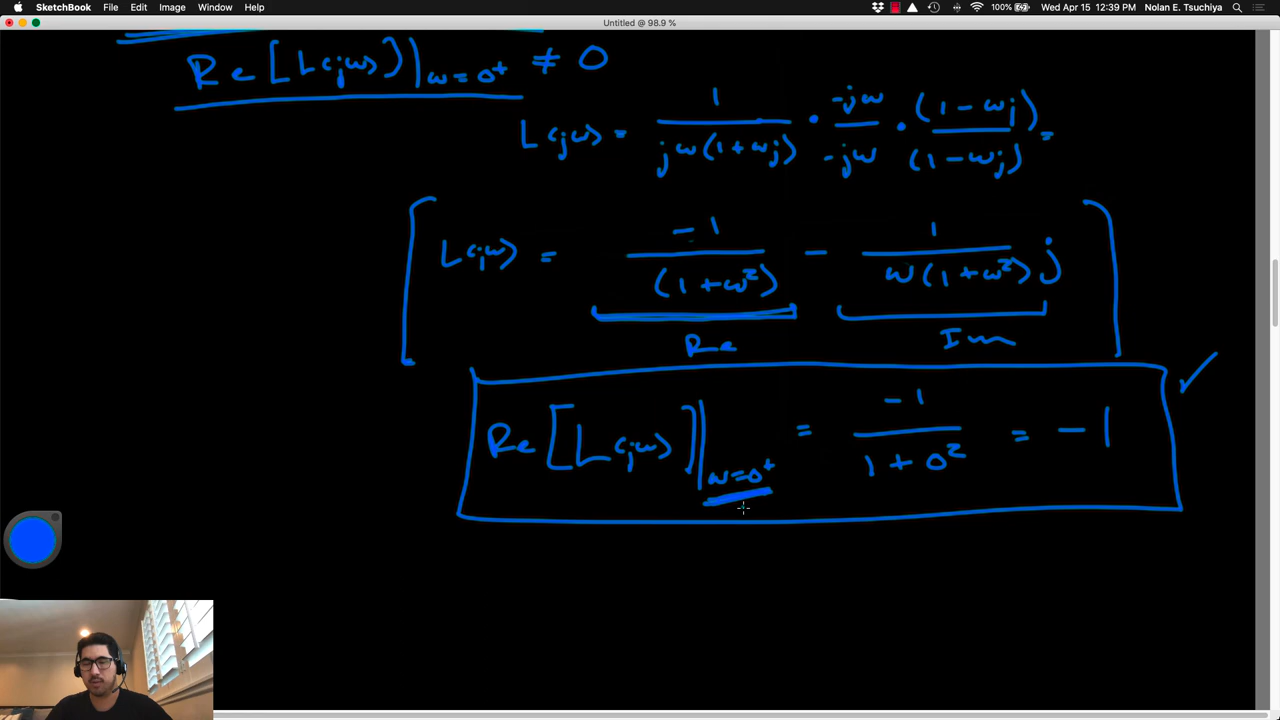 SketchBook File Edit Image Window Help 100% Wed Apr 15 12:39 PM Nolan E. Tsuchiya
Untitled @ 98.9 %
Re[L(jω)]|ω=0⁺ ≠ 0
L(jω) = 1/(jω(1+ωj)) · -jω/-jω · (1-ωj)/(1-ωj) =
L(jω) = -1/(1+ω²) - 1/(ω(1+ω²)) j
Re Im
Re[L(jω)]|ω=0⁺ = -1/(1+0²) = -1 ✓